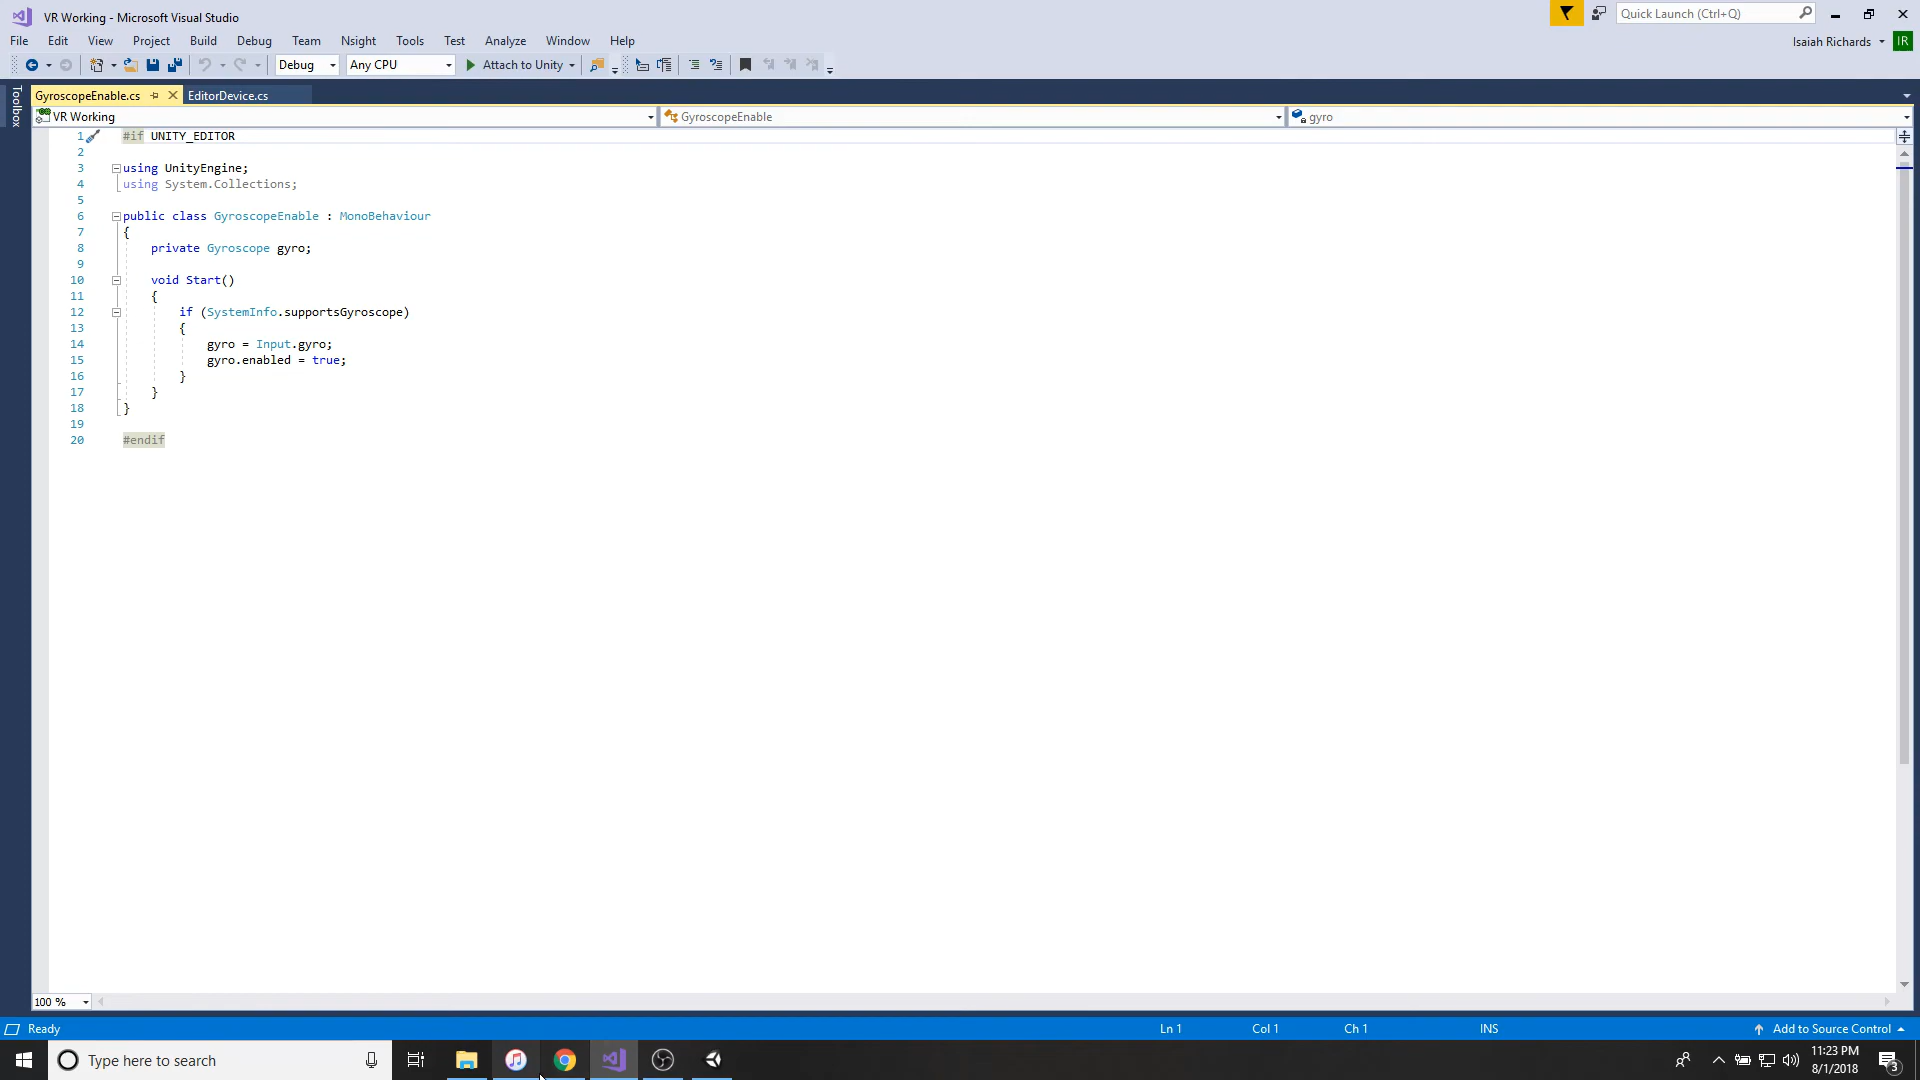 VR Working - Microsoft Visual Studio
Quick Launch (Ctrl+Q)
File Edit View Project Build Debug Team Nsight Tools Test Analyze Window Help
Isaiah Richards IR
Debug Any CPU Attach to Unity
Toolbox
GyroscopeEnable.cs EditorDevice.cs
VR Working GyroscopeEnable gyro
1 #if UNITY_EDITOR
2
3 using UnityEngine;
4 using System.Collections;
5
6 public class GyroscopeEnable : MonoBehaviour
7 {
8 private Gyroscope gyro;
9
10 void Start()
11 {
12 if (SystemInfo.supportsGyroscope)
13 {
14 gyro = Input.gyro;
15 gyro.enabled = true;
16 }
17 }
18 }
19
20 #endif
100 %
Ready Ln 1 Col 1 Ch 1 INS Add to Source Control
Type here to search
11:23 PM
8/1/2018
3